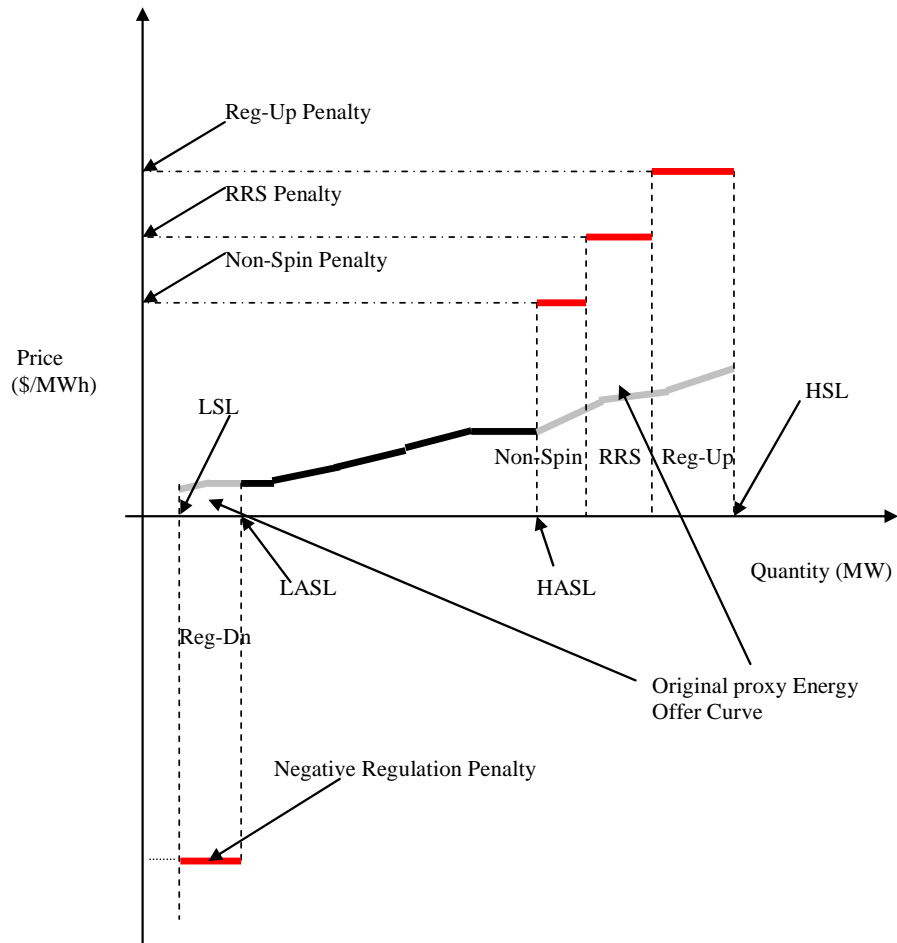 Reg-Up Penalty
RRS Penalty
Non-Spin Penalty
Price
($/MWh)
LSL
HSL
Non-Spin
RRS
Reg-Up
LASL
HASL
Quantity (MW)
Reg-Dn
Original proxy Energy
Offer Curve
Negative Regulation Penalty